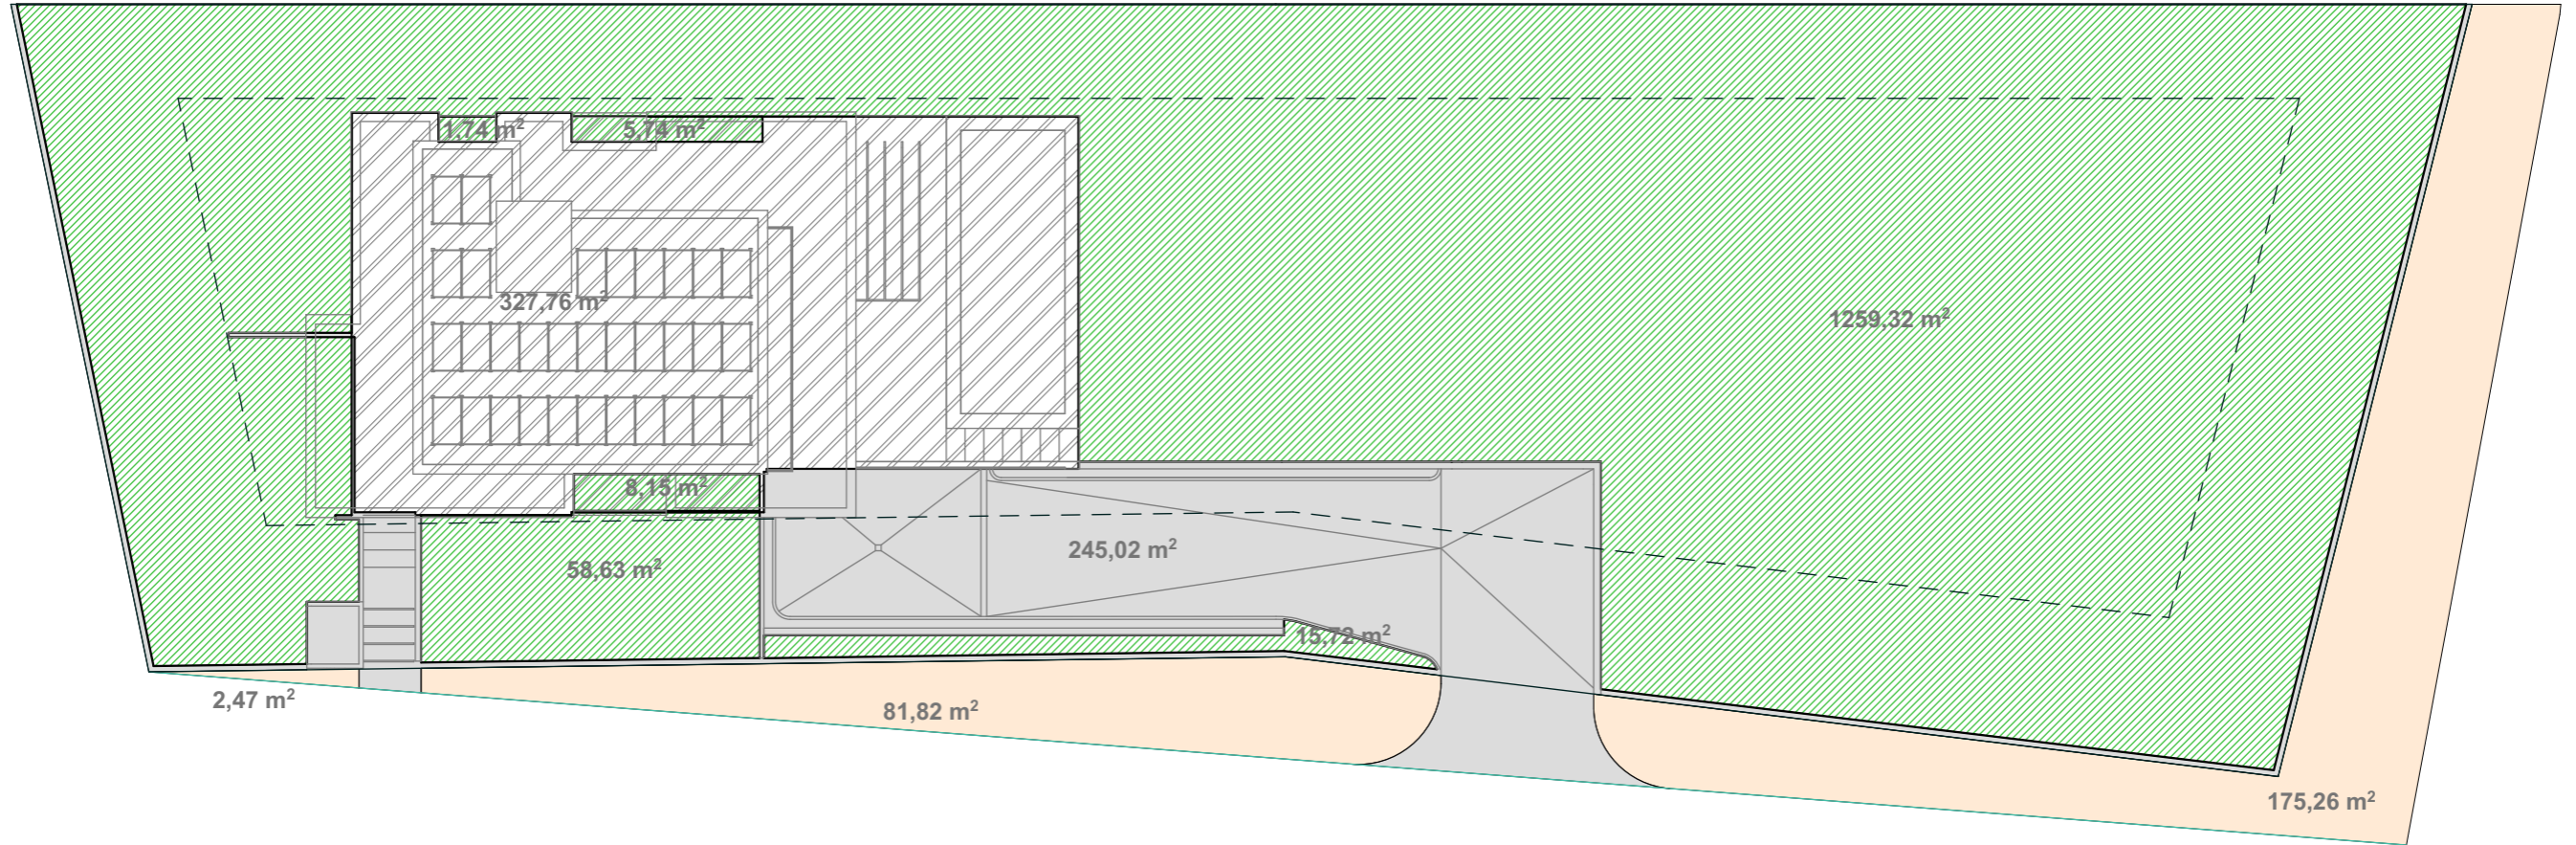 1,74 m²
5,74 m²
327,76 m²
1259,32 m²
8,15 m²
245,02 m²
58,63 m²
15,72 m²
2,47 m²
81,82 m²
175,26 m²